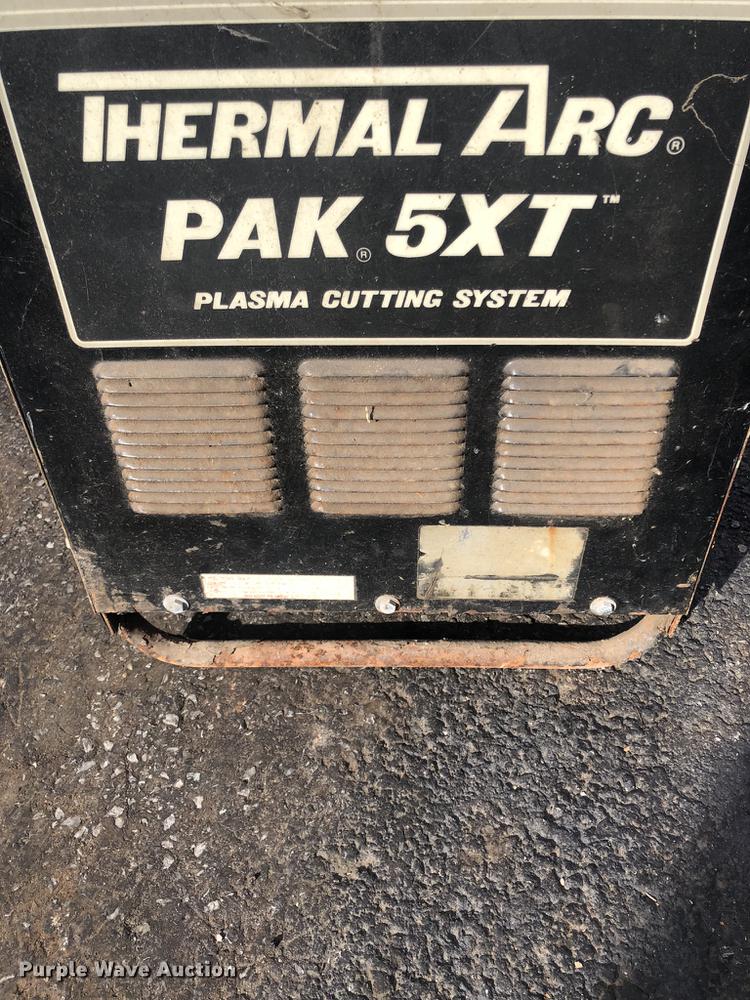 THERMAL ARC®
PAK® 5XT™
PLASMA CUTTING SYSTEM
Purple Wave Auction